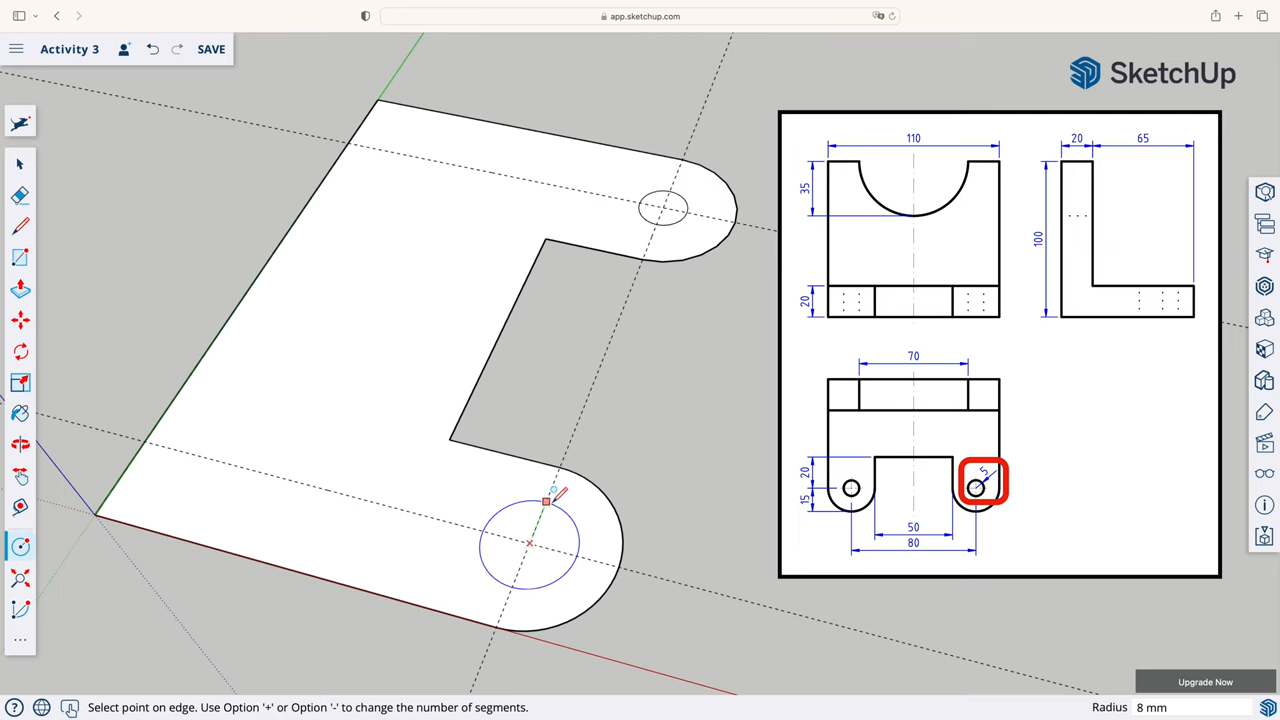 app.sketchup.com
Activity 3
SAVE
SketchUp
110
20
65
35
100
20
70
20
15
5
50
80
Upgrade Now
Select point on edge. Use Option '+' or Option '-' to change the number of segments.
Radius 8 mm